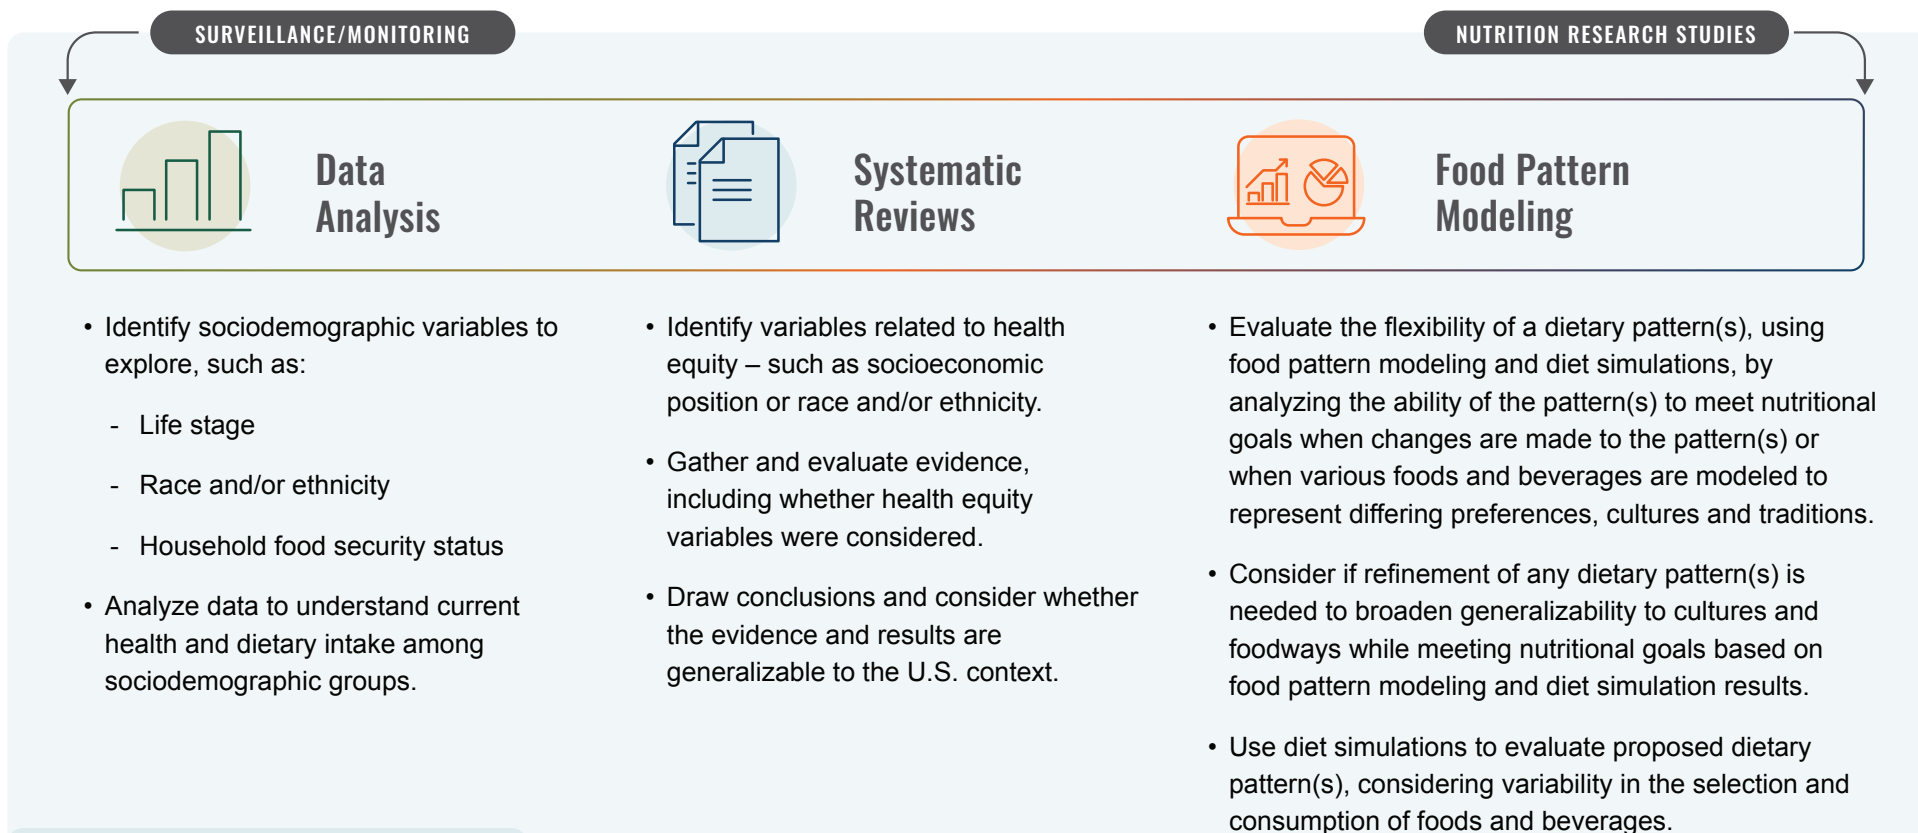 SURVEILLANCE/MONITORING
NUTRITION RESEARCH STUDIES
Data
Analysis
Systematic
Reviews
Food Pattern
Modeling
• Identify sociodemographic variables to
explore, such as:
- Life stage
- Race and/or ethnicity
- Household food security status
• Analyze data to understand current
health and dietary intake among
sociodemographic groups.
• Identify variables related to health
equity – such as socioeconomic
position or race and/or ethnicity.
• Gather and evaluate evidence,
including whether health equity
variables were considered.
• Draw conclusions and consider whether
the evidence and results are
generalizable to the U.S. context.
• Evaluate the flexibility of a dietary pattern(s), using
food pattern modeling and diet simulations, by
analyzing the ability of the pattern(s) to meet nutritional
goals when changes are made to the pattern(s) or
when various foods and beverages are modeled to
represent differing preferences, cultures and traditions.
• Consider if refinement of any dietary pattern(s) is
needed to broaden generalizability to cultures and
foodways while meeting nutritional goals based on
food pattern modeling and diet simulation results.
• Use diet simulations to evaluate proposed dietary
pattern(s), considering variability in the selection and
consumption of foods and beverages.